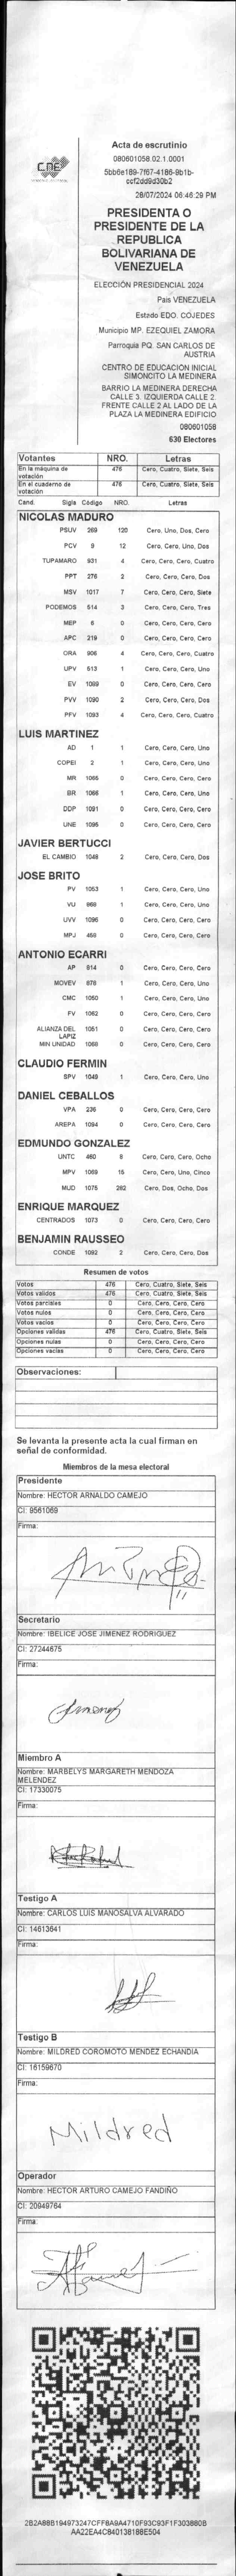 Acta de escrutinio
080601058.02.1.0001
5bb6e189-7f67-4186-9b1b-
ccf2dd9d30b2
28/07/2024 06:46:29 PM
CNE
PRESIDENTA O
PRESIDENTE DE LA
REPUBLICA
BOLIVARIANA DE
VENEZUELA
ELECCIÓN PRESIDENCIAL 2024
Pais VENEZUELA
Estado EDO. COJEDES
Municipio MP. EZEQUIEL ZAMORA
Parroquia PQ. SAN CARLOS DE
AUSTRIA
CENTRO DE EDUCACION INICIAL
SIMONCITO LA MEDINERA
BARRIO LA MEDINERA DERECHA
CALLE 3. IZQUIERDA CALLE 2.
FRENTE CALLE 2 AL LADO DE LA
PLAZA LA MEDINERA EDIFICIO
080601058
630 Electores
Votantes NRO. Letras
En la máquina de votación 476 Cero, Cuatro, Siete, Seis
En el cuaderno de votación 476 Cero, Cuatro, Siete, Seis
Cand. Sigla Código NRO. Letras
NICOLAS MADURO
PSUV 269 120 Cero, Uno, Dos, Cero
PCV 9 12 Cero, Cero, Uno, Dos
TUPAMARO 931 4 Cero, Cero, Cero, Cuatro
PPT 276 2 Cero, Cero, Cero, Dos
MSV 1017 7 Cero, Cero, Cero, Siete
PODEMOS 514 3 Cero, Cero, Cero, Tres
MEP 6 0 Cero, Cero, Cero, Cero
APC 219 0 Cero, Cero, Cero, Cero
ORA 906 4 Cero, Cero, Cero, Cuatro
UPV 513 1 Cero, Cero, Cero, Uno
EV 1089 0 Cero, Cero, Cero, Cero
PVV 1090 2 Cero, Cero, Cero, Dos
PFV 1093 4 Cero, Cero, Cero, Cuatro
LUIS MARTINEZ
AD 1 1 Cero, Cero, Cero, Uno
COPEI 2 1 Cero, Cero, Cero, Uno
MR 1065 0 Cero, Cero, Cero, Cero
BR 1066 1 Cero, Cero, Cero, Uno
DDP 1091 0 Cero, Cero, Cero, Cero
UNE 1095 0 Cero, Cero, Cero, Cero
JAVIER BERTUCCI
EL CAMBIO 1048 2 Cero, Cero, Cero, Dos
JOSE BRITO
PV 1053 1 Cero, Cero, Cero, Uno
VU 868 1 Cero, Cero, Cero, Uno
UVV 1096 0 Cero, Cero, Cero, Cero
MPJ 458 0 Cero, Cero, Cero, Cero
ANTONIO ECARRI
AP 814 0 Cero, Cero, Cero, Cero
MOVEV 878 1 Cero, Cero, Cero, Uno
CMC 1050 1 Cero, Cero, Cero, Uno
FV 1062 0 Cero, Cero, Cero, Cero
ALIANZA DEL LAPIZ 1051 0 Cero, Cero, Cero, Cero
MIN UNIDAD 1068 0 Cero, Cero, Cero, Cero
CLAUDIO FERMIN
SPV 1049 1 Cero, Cero, Cero, Uno
DANIEL CEBALLOS
VPA 236 0 Cero, Cero, Cero, Cero
AREPA 1094 0 Cero, Cero, Cero, Cero
EDMUNDO GONZALEZ
UNTC 460 8 Cero, Cero, Cero, Ocho
MPV 1069 15 Cero, Cero, Uno, Cinco
MUD 1075 282 Cero, Dos, Ocho, Dos
ENRIQUE MARQUEZ
CENTRADOS 1073 0 Cero, Cero, Cero, Cero
BENJAMIN RAUSSEO
CONDE 1092 2 Cero, Cero, Cero, Dos
Resumen de votos
Votos 476 Cero, Cuatro, Siete, Seis
Votos validos 476 Cero, Cuatro, Siete, Seis
Votos parciales 0 Cero, Cero, Cero, Cero
Votos nulos 0 Cero, Cero, Cero, Cero
Votos vacios 0 Cero, Cero, Cero, Cero
Opciones validas 476 Cero, Cuatro, Siete, Seis
Opciones nulas 0 Cero, Cero, Cero, Cero
Opciones vacias 0 Cero, Cero, Cero, Cero
Observaciones:
Se levanta la presente acta la cual firman en
señal de conformidad.
Miembros de la mesa electoral
Presidente
Nombre: HECTOR ARNALDO CAMEJO
CI: 9561069
Firma:
Secretario
Nombre: IBELICE JOSE JIMENEZ RODRIGUEZ
CI: 27244675
Firma:
Jimenez
Miembro A
Nombre: MARBELYS MARGARETH MENDOZA
MELENDEZ
CI: 17330075
Firma:
Testigo A
Nombre: CARLOS LUIS MANOSALVA ALVARADO
CI: 14613641
Firma:
Testigo B
Nombre: MILDRED COROMOTO MENDEZ ECHANDIA
CI: 16159670
Firma:
Mildred
Operador
Nombre: HECTOR ARTURO CAMEJO FANDIÑO
CI: 20949764
Firma:
2B2A88B194973247CFF8A9A4710F93C93F1F303880B
AA22EA4C840138186E504